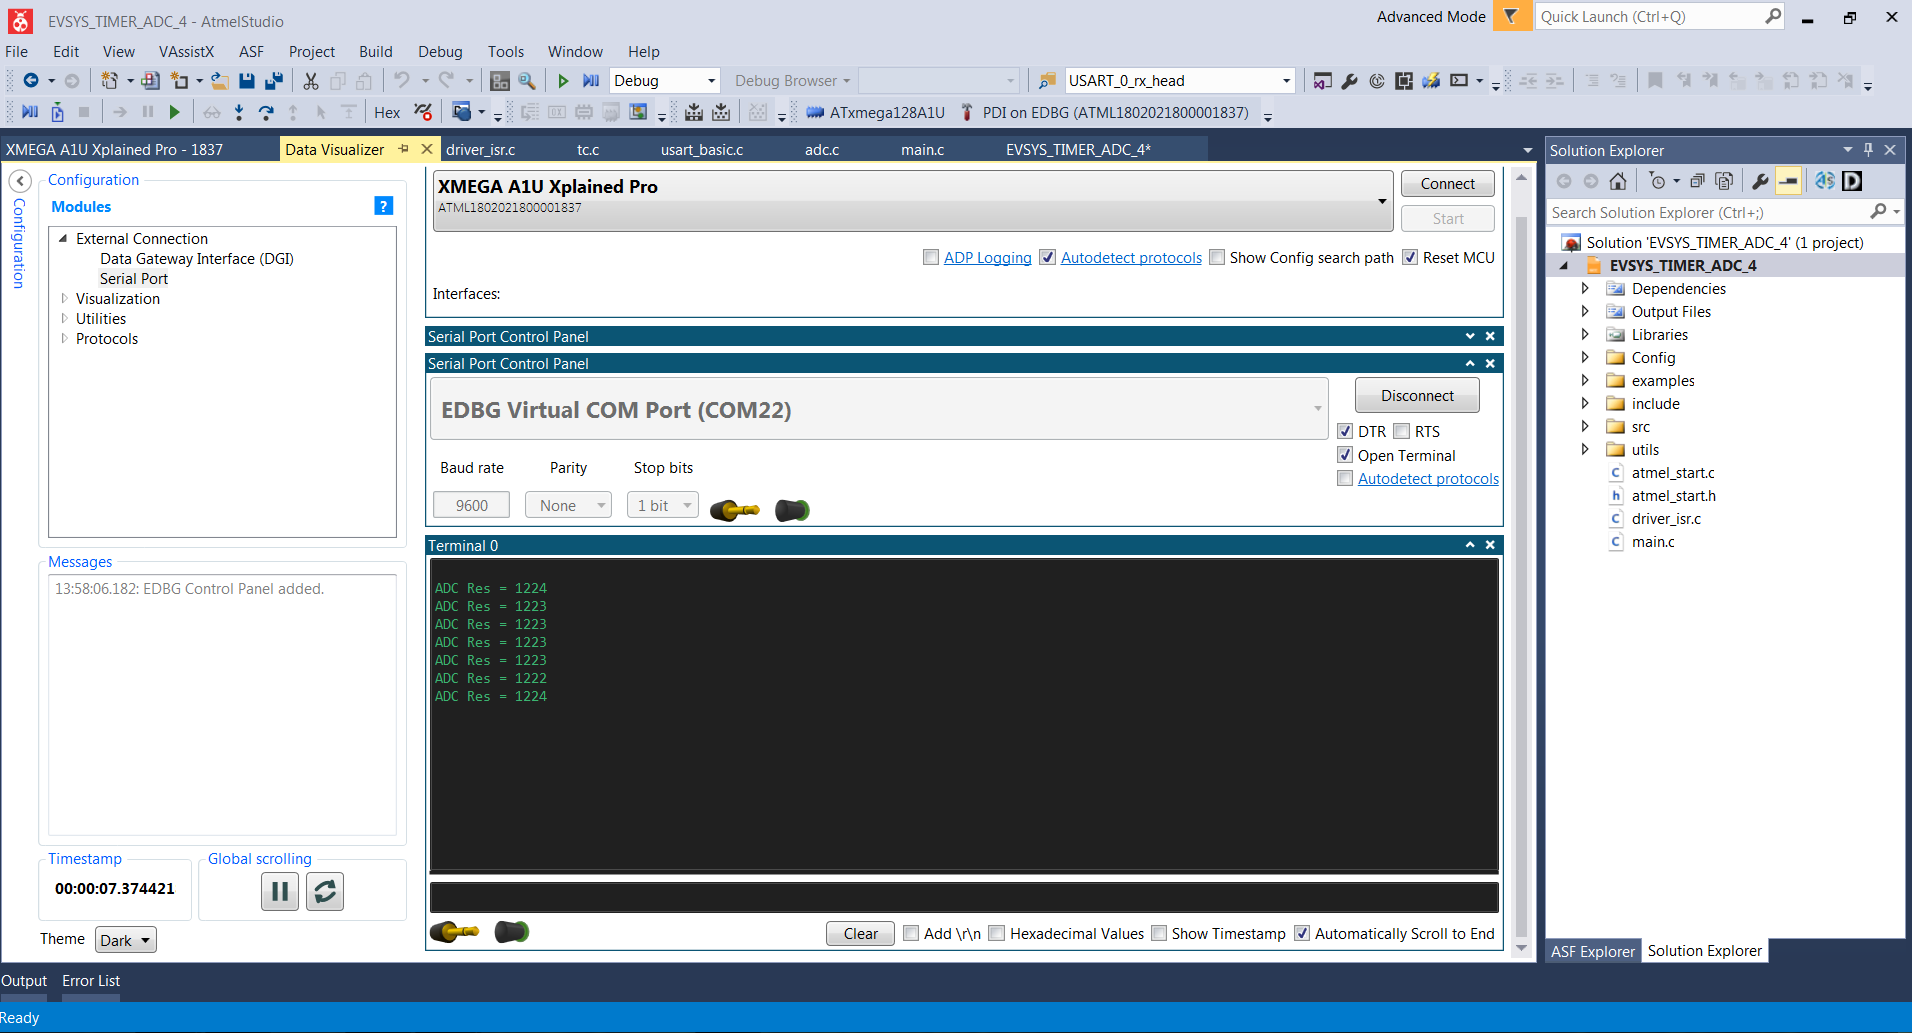 EVSYS_TIMER_ADC_4 - AtmelStudio
Advanced Mode
Quick Launch (Ctrl+Q)
File Edit View VAssistX ASF Project Build Debug Tools Window Help
Debug Debug Browser USART_0_rx_head
Hex ATxmega128A1U PDI on EDBG (ATML1802021800001837)
XMEGA A1U Xplained Pro - 1837 Data Visualizer driver_isr.c tc.c usart_basic.c adc.c main.c EVSYS_TIMER_ADC_4*
Configuration
Configuration
Modules
?
External Connection
Data Gateway Interface (DGI)
Serial Port
Visualization
Utilities
Protocols
Messages
13:58:06.182: EDBG Control Panel added.
Timestamp
00:00:07.374421
Global scrolling
Theme Dark
XMEGA A1U Xplained Pro
ATML1802021800001837
Connect
Start
ADP Logging Autodetect protocols Show Config search path Reset MCU
Interfaces:
Serial Port Control Panel
Serial Port Control Panel
EDBG Virtual COM Port (COM22)
Disconnect
DTR RTS
Open Terminal
Autodetect protocols
Baud rate Parity Stop bits
9600 None 1 bit
Terminal 0
ADC Res = 1224
ADC Res = 1223
ADC Res = 1223
ADC Res = 1223
ADC Res = 1223
ADC Res = 1222
ADC Res = 1224
Clear Add \r\n Hexadecimal Values Show Timestamp Automatically Scroll to End
Solution Explorer
Search Solution Explorer (Ctrl+;)
Solution 'EVSYS_TIMER_ADC_4' (1 project)
EVSYS_TIMER_ADC_4
Dependencies
Output Files
Libraries
Config
examples
include
src
utils
atmel_start.c
atmel_start.h
driver_isr.c
main.c
ASF Explorer Solution Explorer
Output Error List
Ready